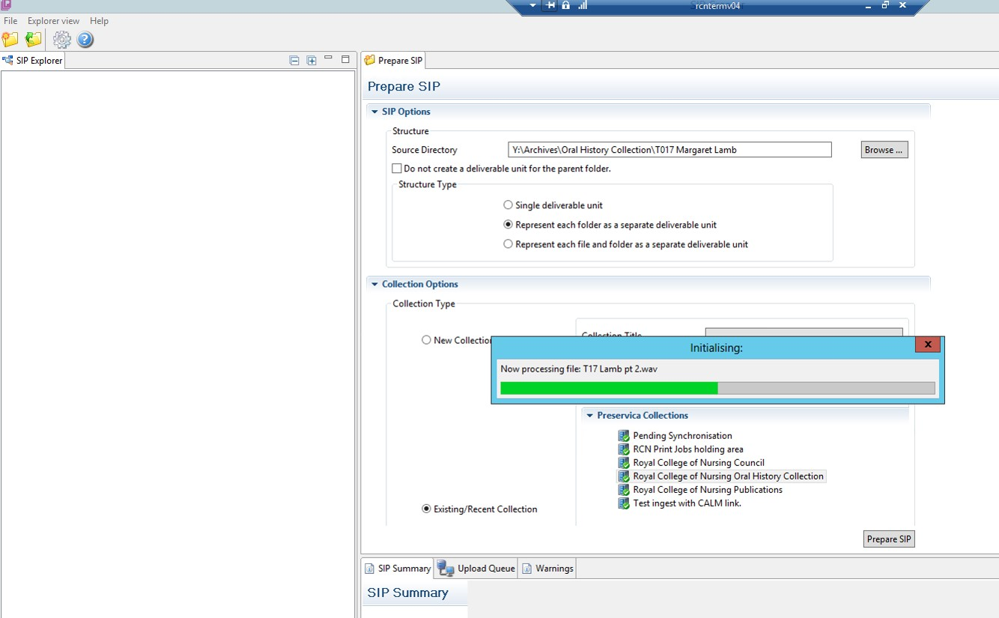 rcntermv04
File Explorer view Help
SIP Explorer
Prepare SIP
Prepare SIP
SIP Options
Structure
Source Directory Y:\Archives\Oral History Collection\T017 Margaret Lamb Browse ...
Do not create a deliverable unit for the parent folder.
Structure Type
Single deliverable unit
Represent each folder as a separate deliverable unit
Represent each file and folder as a separate deliverable unit
Collection Options
Collection Type
Collection Title
New Collection
Initialising:
X
Now processing file: T17 Lamb pt 2.wav
Preservica Collections
Pending Synchronisation
RCN Print Jobs holding area
Royal College of Nursing Council
Royal College of Nursing Oral History Collection
Royal College of Nursing Publications
Test ingest with CALM link.
Existing/Recent Collection
Prepare SIP
SIP Summary Upload Queue Warnings
SIP Summary